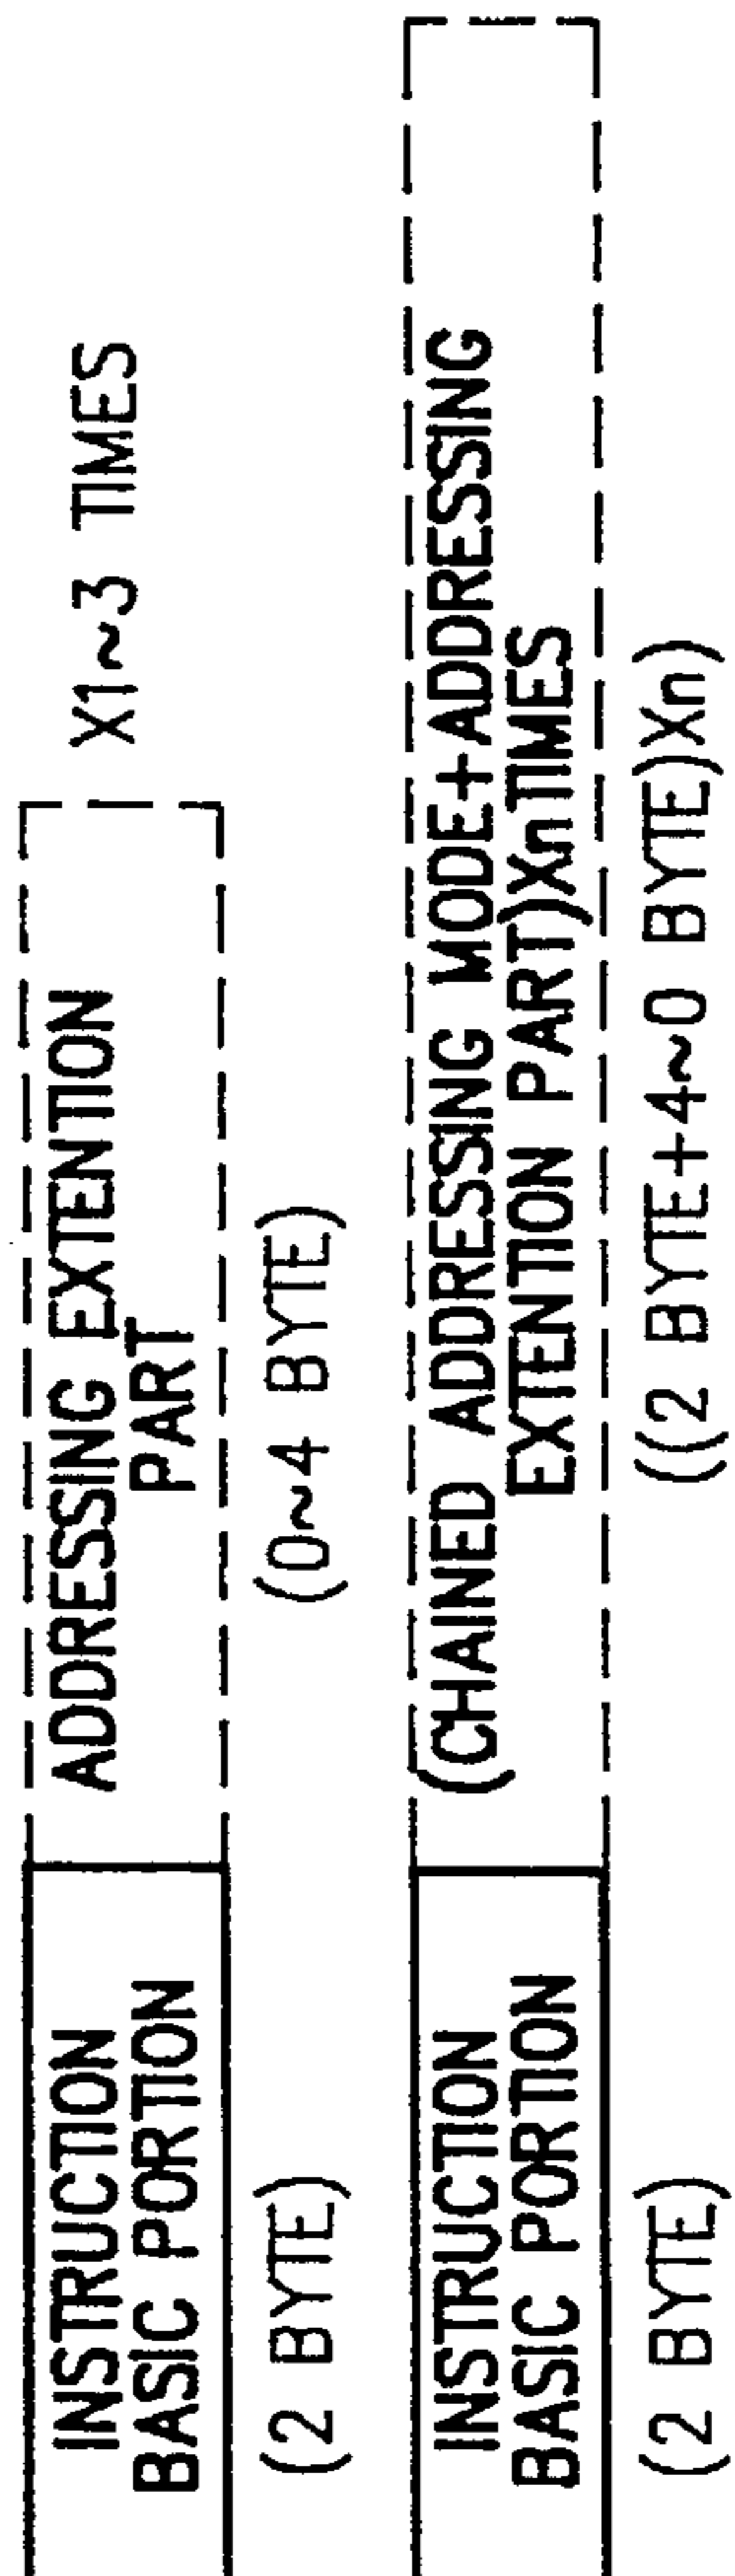 INSTRUCTION
BASIC PORTION
(2 BYTE)
ADDRESSING EXTENTION
PART
(0~4 BYTE)
X1~3 TIMES
INSTRUCTION
BASIC PORTION
(2 BYTE)
(CHAINED ADDRESSING MODE+ADDRESSING
EXTENTION PART)XnTIMES
((2 BYTE+4~0 BYTE)Xn)